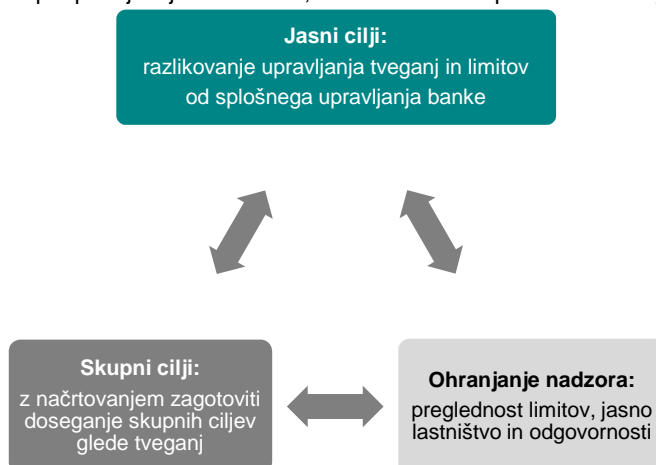 Jasni cilji:
razlikovanje upravljanja tveganj in limitov
od splošnega upravljanja banke
Skupni cilji:
z načrtovanjem zagotoviti
doseganje skupnih ciljev
glede tveganj
Ohranjanje nadzora:
preglednost limitov, jasno
lastništvo in odgovornosti